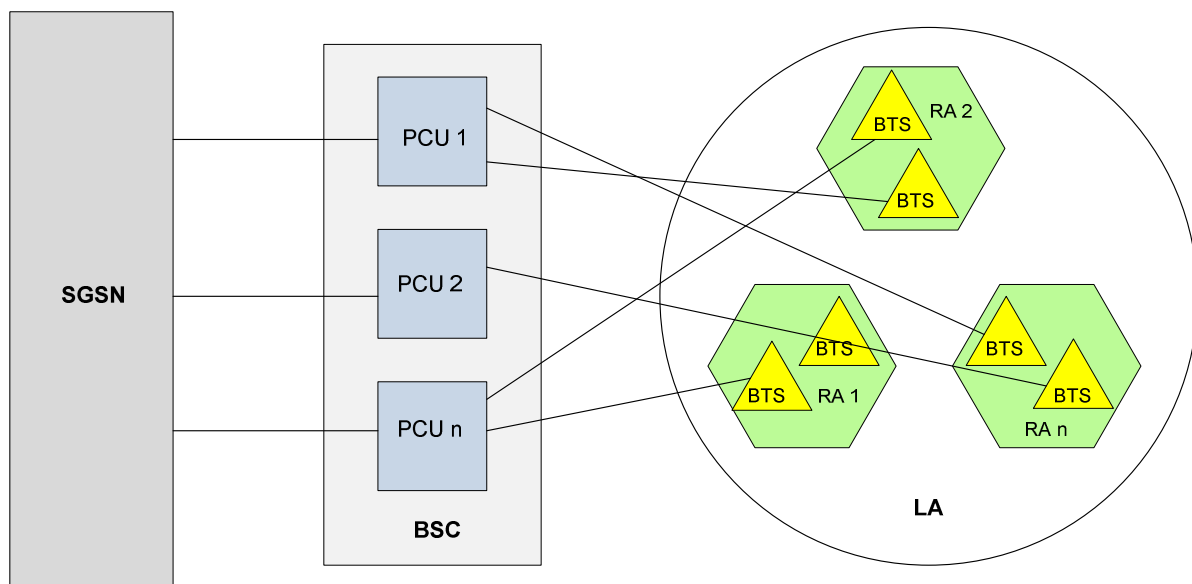 SGSN
PCU 1
PCU 2
PCU n
BSC
BTS
RA 2
BTS
BTS
BTS
RA 1
BTS
BTS
RA n
LA